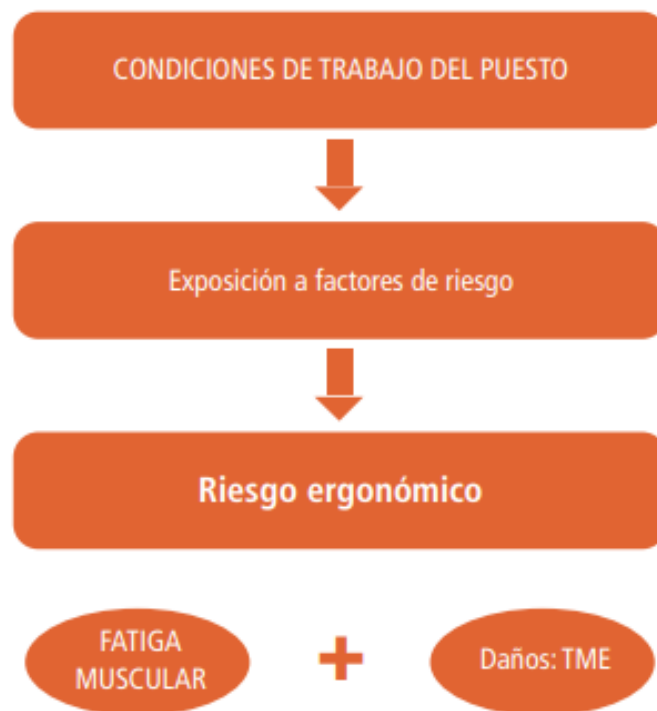 CONDICIONES DE TRABAJO DEL PUESTO
Exposición a factores de riesgo
Riesgo ergonómico
FATIGA
MUSCULAR
+
Daños: TME